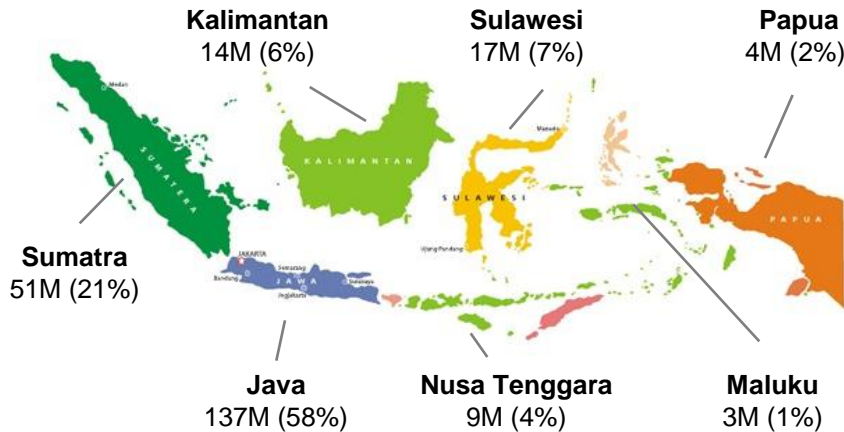 Kalimantan
14M (6%)
Sulawesi
17M (7%)
Papua
4M (2%)
Medan
SUMATERA
KALIMANTAN
Manado
SULAWESI
PAPUA
Ujung Pandang
Sumatra
51M (21%)
JAKARTA
Bandung
Semarang
JAWA
Surabaya
Jogjakarta
Java
137M (58%)
Nusa Tenggara
9M (4%)
Maluku
3M (1%)